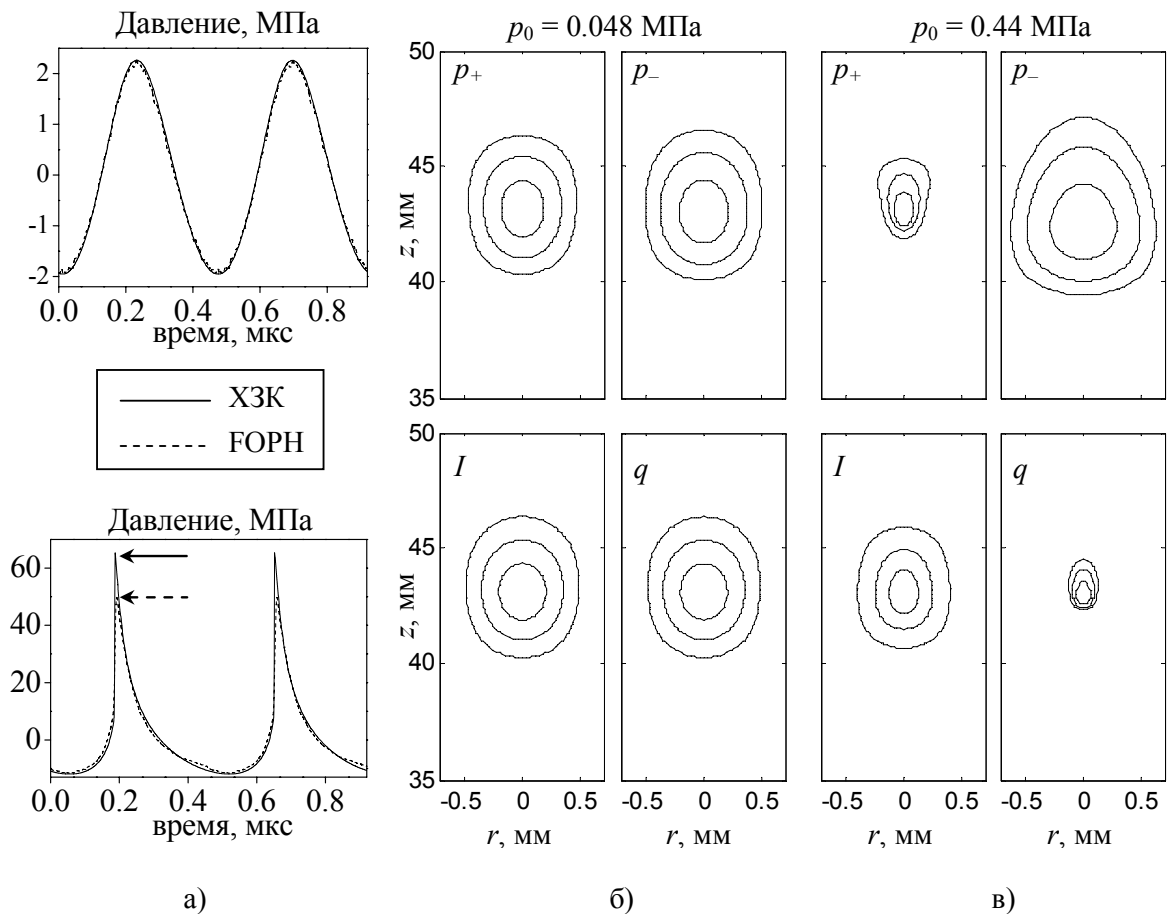 Давление, МПа
2
1
0
-1
-2
0.0 0.2 0.4 0.6 0.8
время, мкс
ХЗК
FOPH
Давление, МПа
60
40
20
0
0.0 0.2 0.4 0.6 0.8
время, мкс
а)
p0 = 0.048 МПа
50
45
40
35
z, мм
p+
p−
50
45
40
35
z, мм
I
q
-0.5 0 0.5
-0.5 0 0.5
r, мм
r, мм
б)
p0 = 0.44 МПа
p+
p−
I
q
-0.5 0 0.5
-0.5 0 0.5
r, мм
r, мм
в)